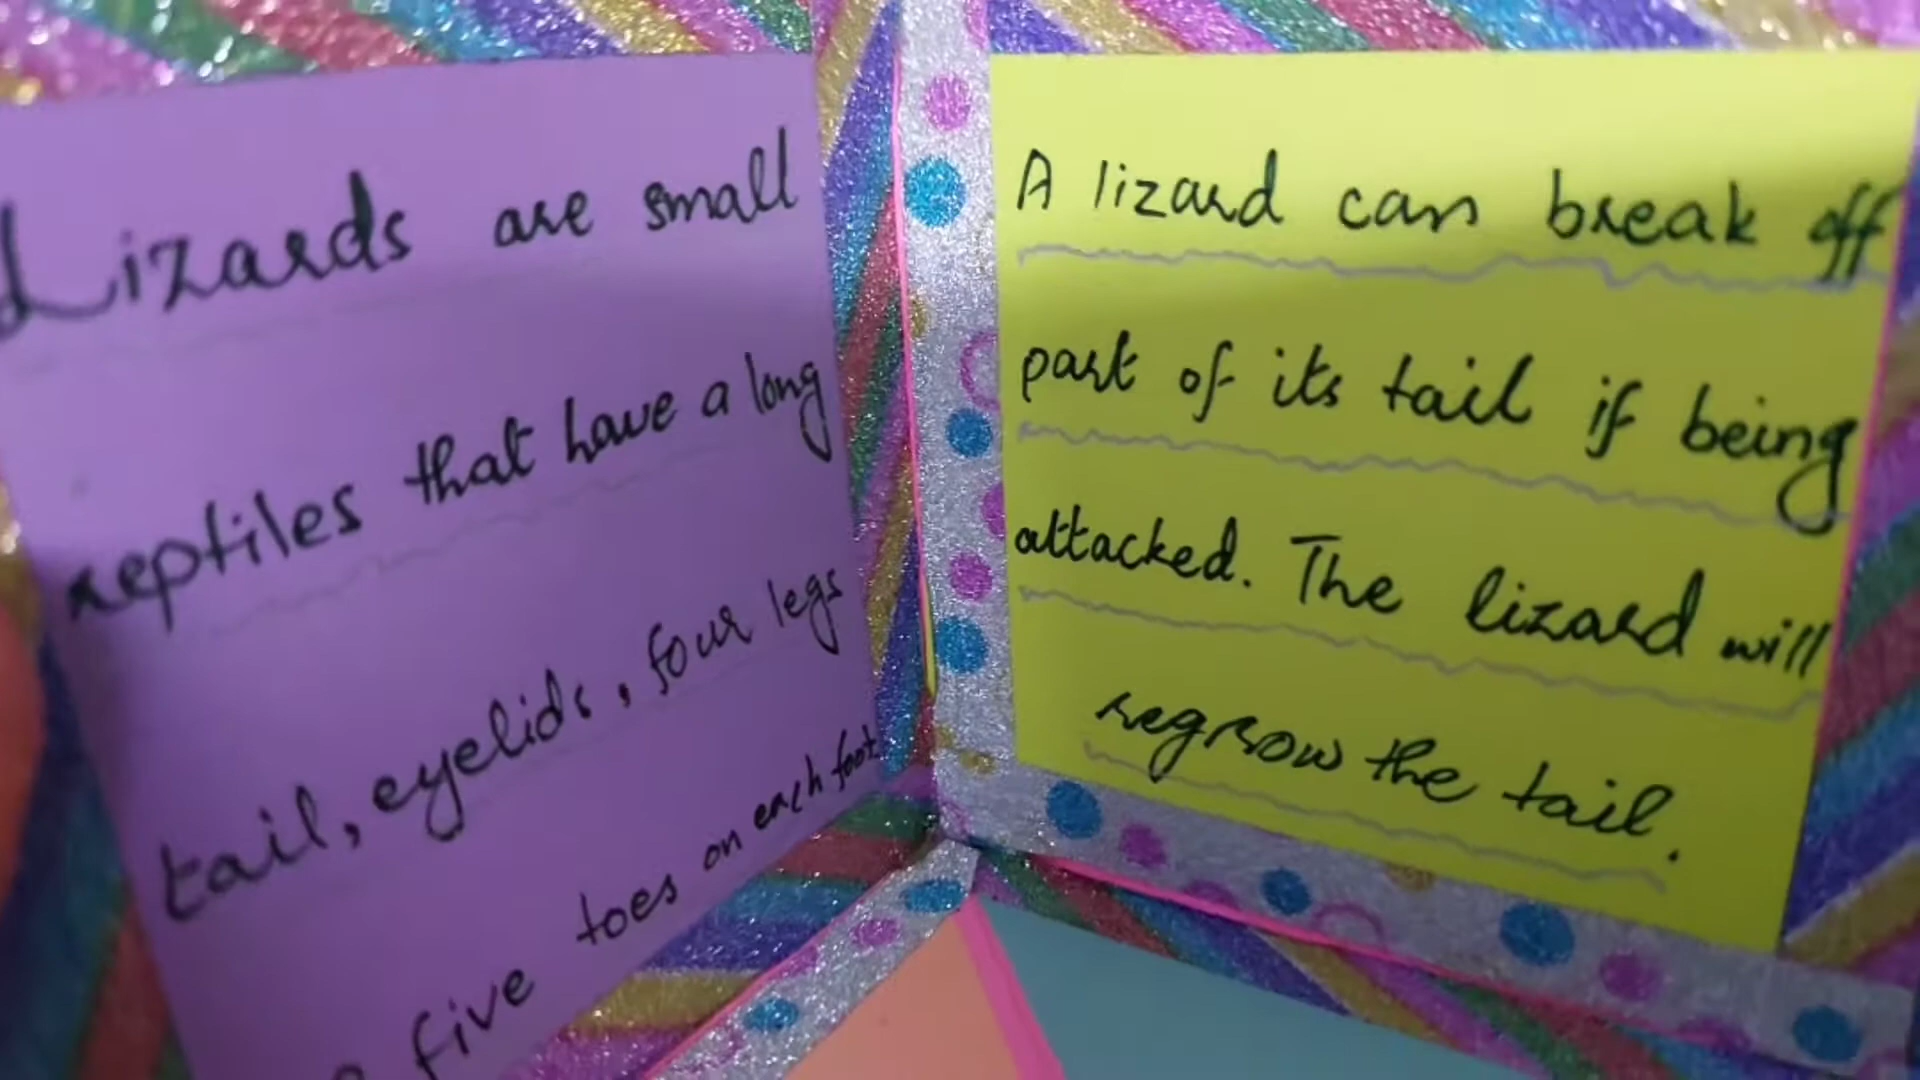 Lizards are small
reptiles that have a long
tail, eyelids, four legs
five toes on each foot
A lizard can break off
part of its tail if being
attacked. The lizard will
regrow the tail.